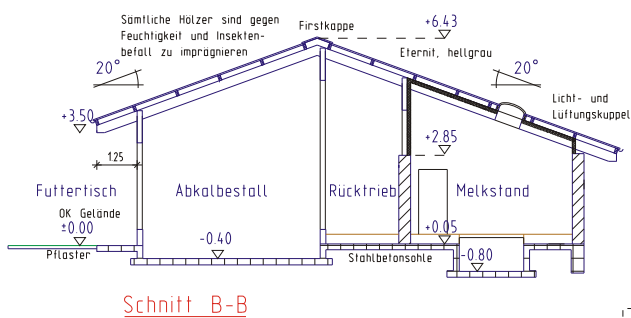 Sämtliche Hölzer sind gegen
Feuchtigkeit und Insekten-
befall zu imprägnieren
Firstkappe
+6.43
Eternit, hellgrau
20°
20°
Licht- und
Lüftungskuppel
+3.50
+2.85
1.25
Futtertisch
Abkalbestall
Rücktrieb
Melkstand
OK Gelände
±0.00
+0.05
-0.40
Pflaster
Stahlbetonsohle
-0.80
Schnitt B-B